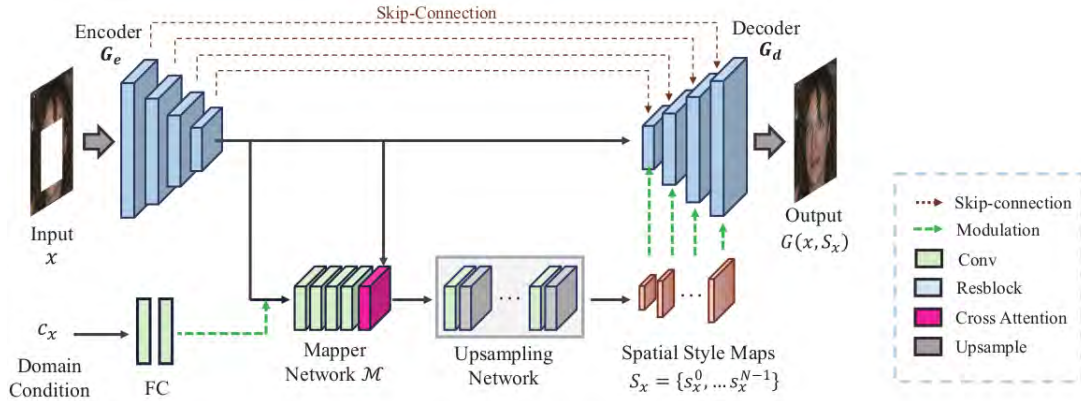 Skip-Connection
Encoder
G_e
Decoder
G_d
Input
x
Output
G(x, S_x)
c_x
Domain
Condition
FC
Mapper
Network ℳ
Upsampling
Network
Spatial Style Maps
S_x = {s_x^0, … s_x^{N-1}}
Skip-connection
Modulation
Conv
Resblock
Cross Attention
Upsample